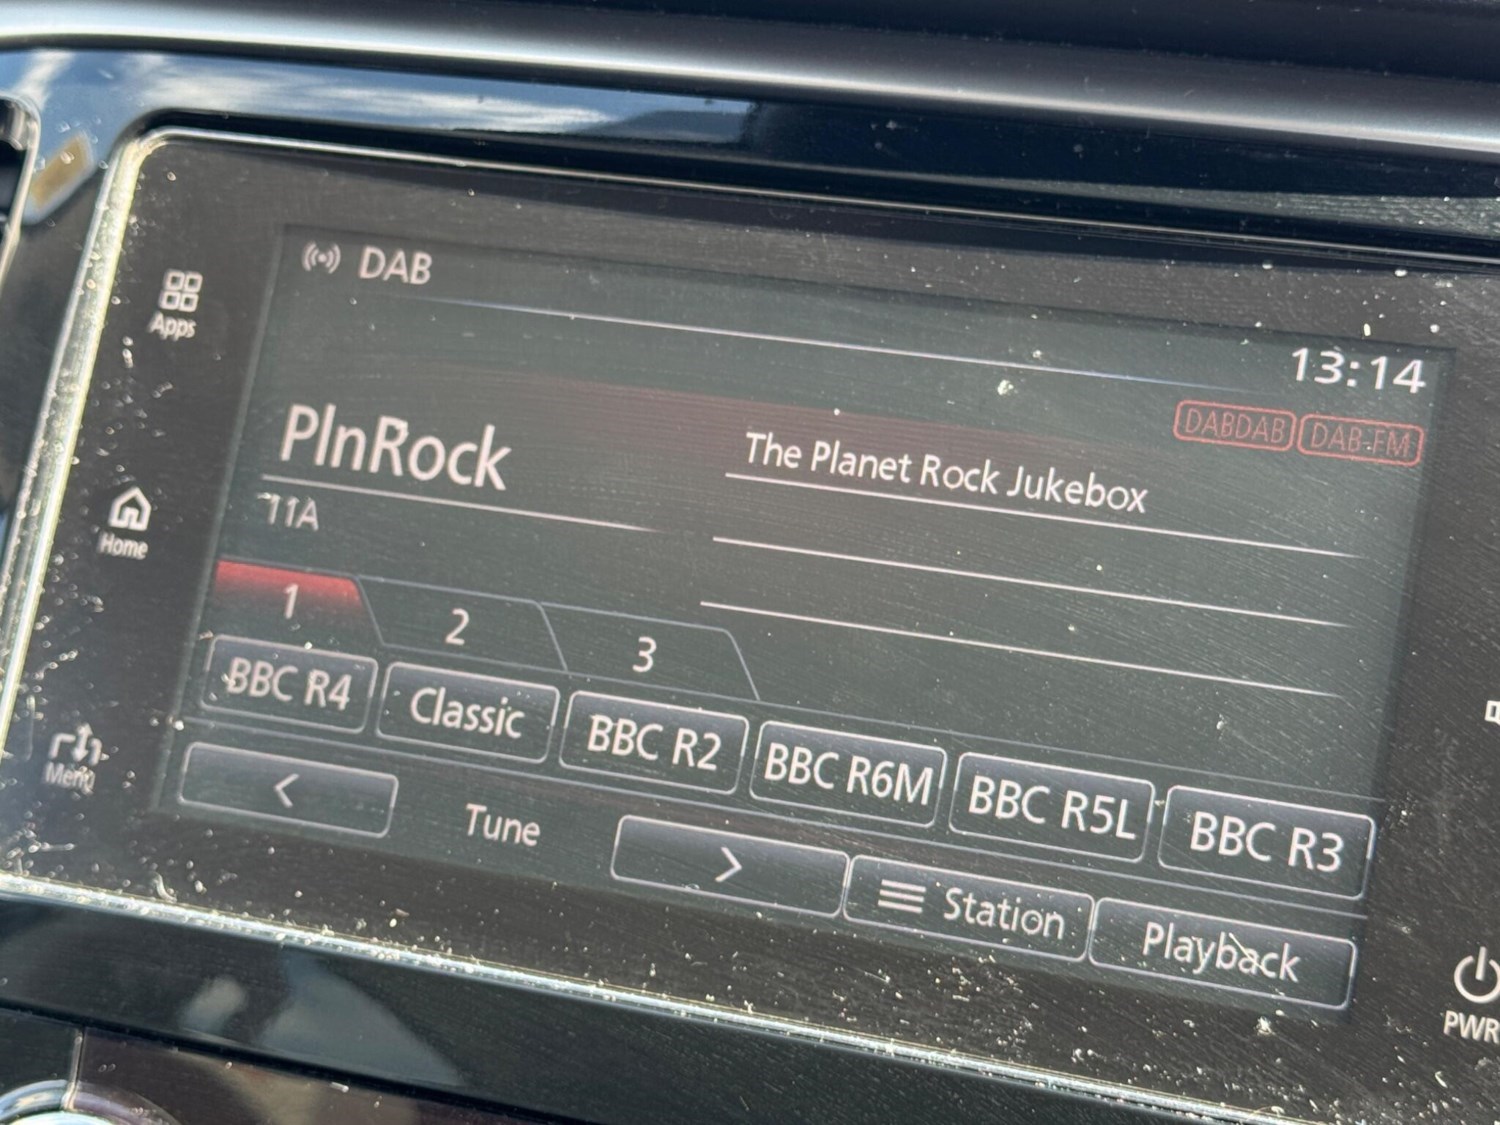 DAB
13:14
DABDAB DAB-FM
PlnRock
The Planet Rock Jukebox
11A
1 2 3
BBC R4 Classic BBC R2 BBC R6M BBC R5L BBC R3
< Tune > Station Playback
Apps
Home
Menu
PWR